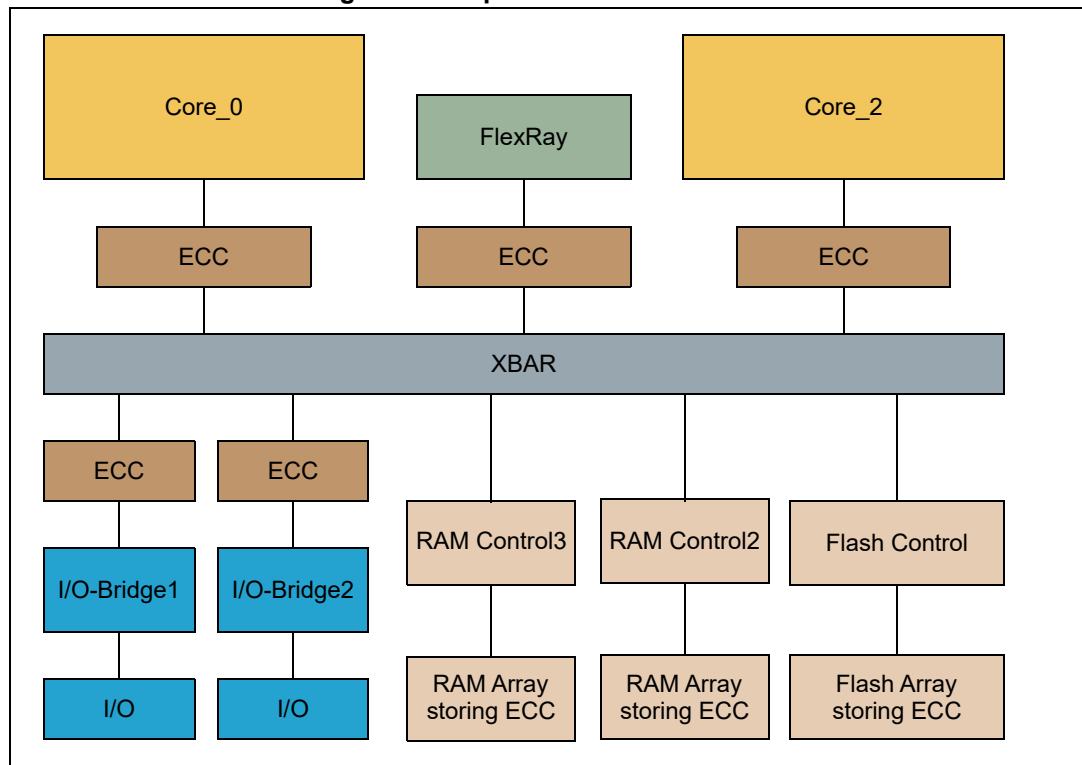 Core_0
FlexRay
Core_2
ECC
ECC
ECC
XBAR
ECC
ECC
RAM Control3
RAM Control2
Flash Control
I/O-Bridge1
I/O-Bridge2
RAM Array
storing ECC
RAM Array
storing ECC
Flash Array
storing ECC
I/O
I/O